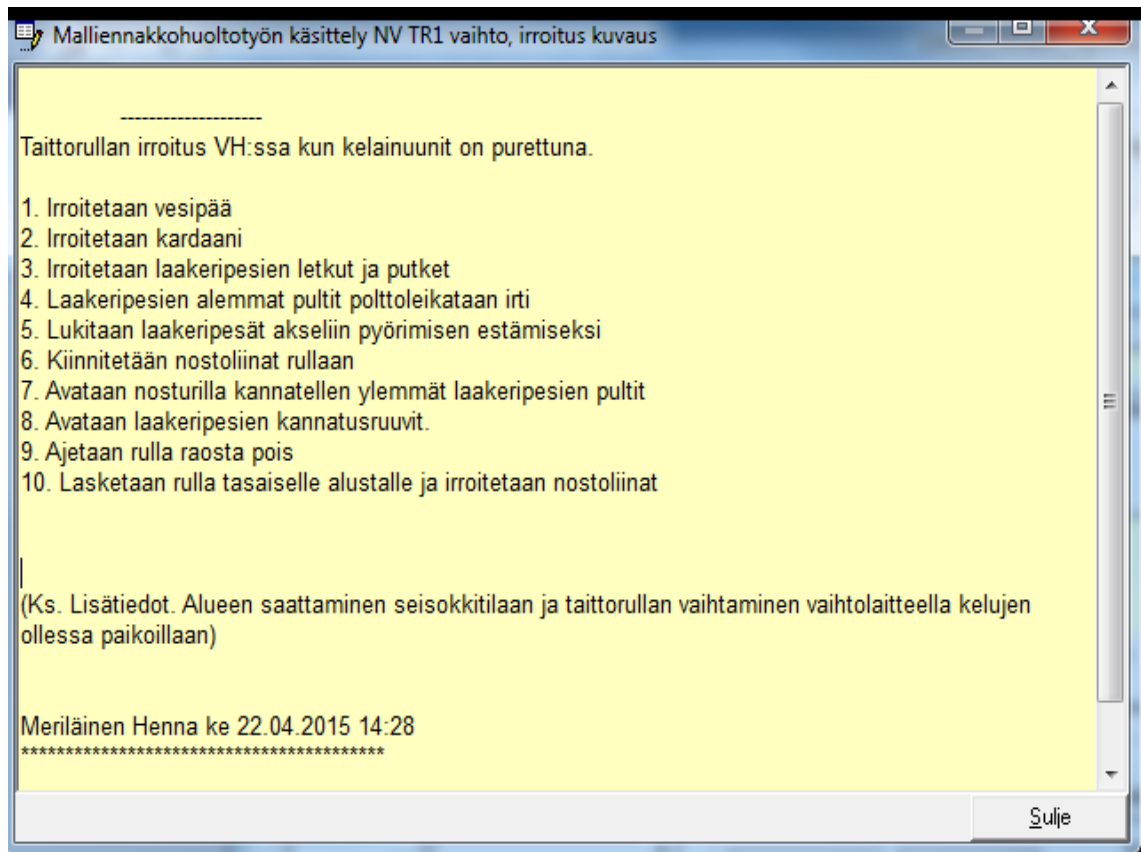 Malliennakkohuoltotyön käsittely NV TR1 vaihto, irroitus kuvaus
--------------------
Taittorullan irroitus VH:ssa kun kelainuunit on purettuna.
1. Irroitetaan vesipää
2. Irroitetaan kardaani
3. Irroitetaan laakeripesien letkut ja putket
4. Laakeripesien alemmat pultit polttoleikataan irti
5. Lukitaan laakeripesät akseliin pyörimisen estämiseksi
6. Kiinnitetään nostoliinat rullaan
7. Avataan nosturilla kannatellen ylemmät laakeripesien pultit
8. Avataan laakeripesien kannatusruuvit.
9. Ajetaan rulla raosta pois
10. Lasketaan rulla tasaiselle alustalle ja irroitetaan nostoliinat
(Ks. Lisätiedot. Alueen saattaminen seisokkitilaan ja taittorullan vaihtaminen vaihtolaitteella kelujen
ollessa paikoillaan)
Meriläinen Henna ke 22.04.2015 14:28
*****************************************
Sulje